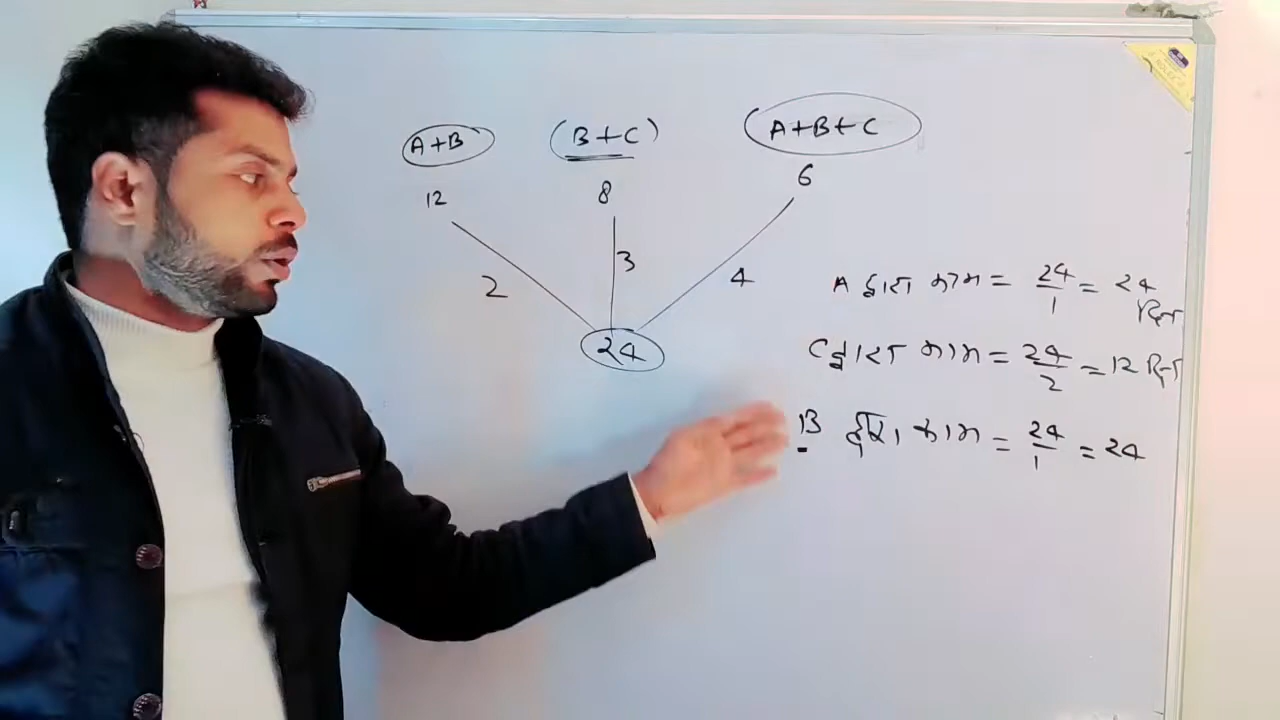 A+B (B+C) A+B+C
12 8 6
2 3 4
24
A द्वारा काम = 24/1 = 24 दिन
C द्वारा काम = 24/2 = 12 दिन
B द्वारा काम = 24/1 = 24